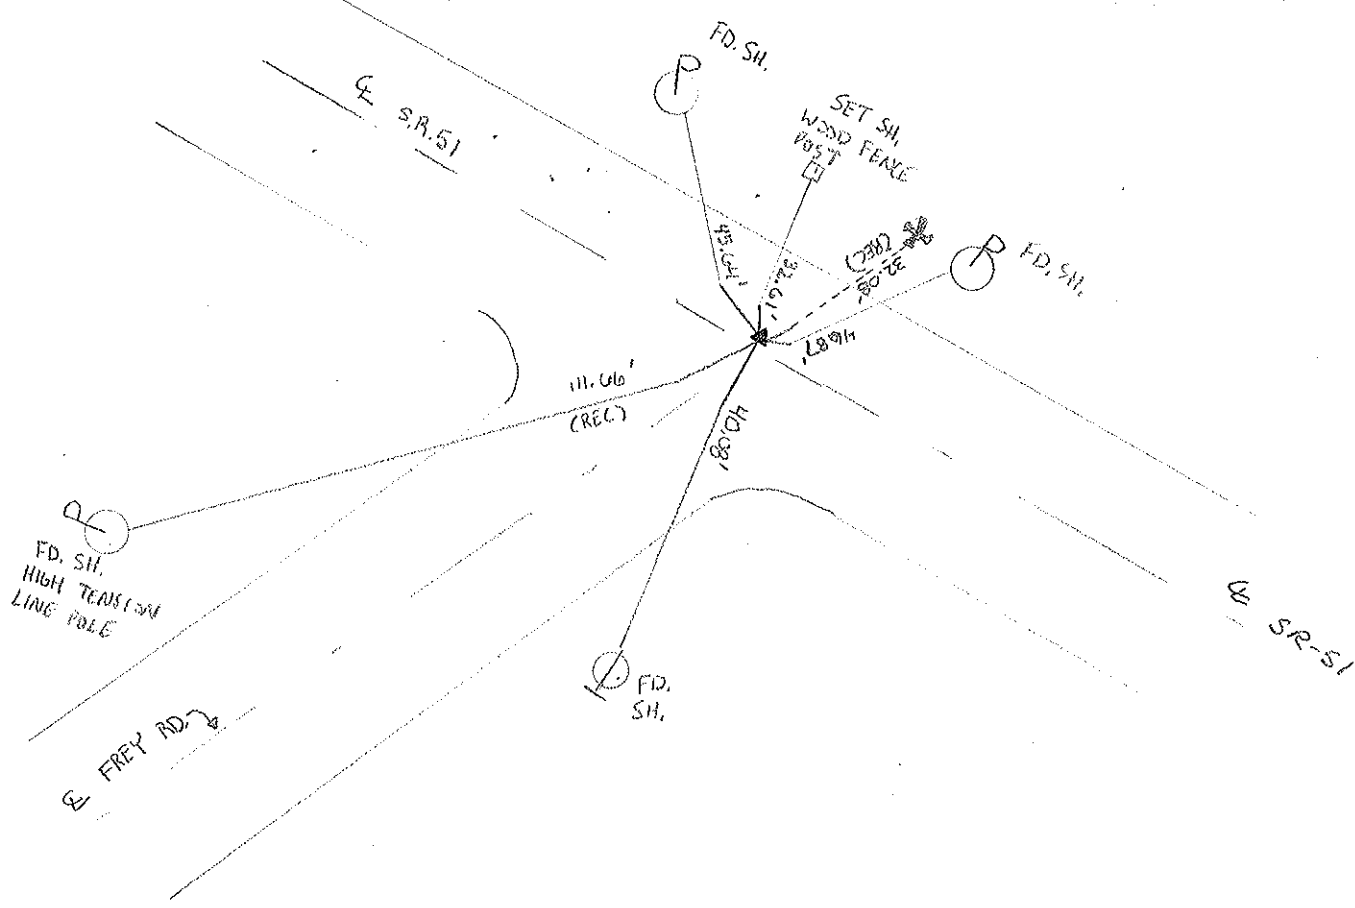 FD. SH.
℄ S.R.51
SET SH.
WOOD FENCE
POST
45.64'
32.61'
(REC)
32.08'
FD. SH.
46.87'
111.66'
(REC.)
40.08'
FD. SH.
HIGH TENSION
LINE POLE
℄ SR-51
FD.
SH.
℄ FREY RD.